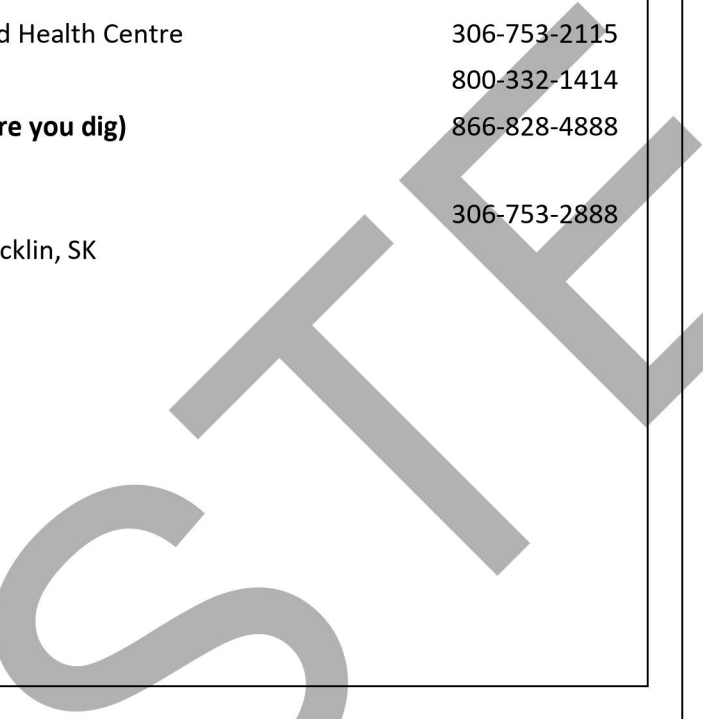 d Health Centre 306-753-2115
800-332-1414
re you dig) 866-828-4888
306-753-2888
cklin, SK
STE